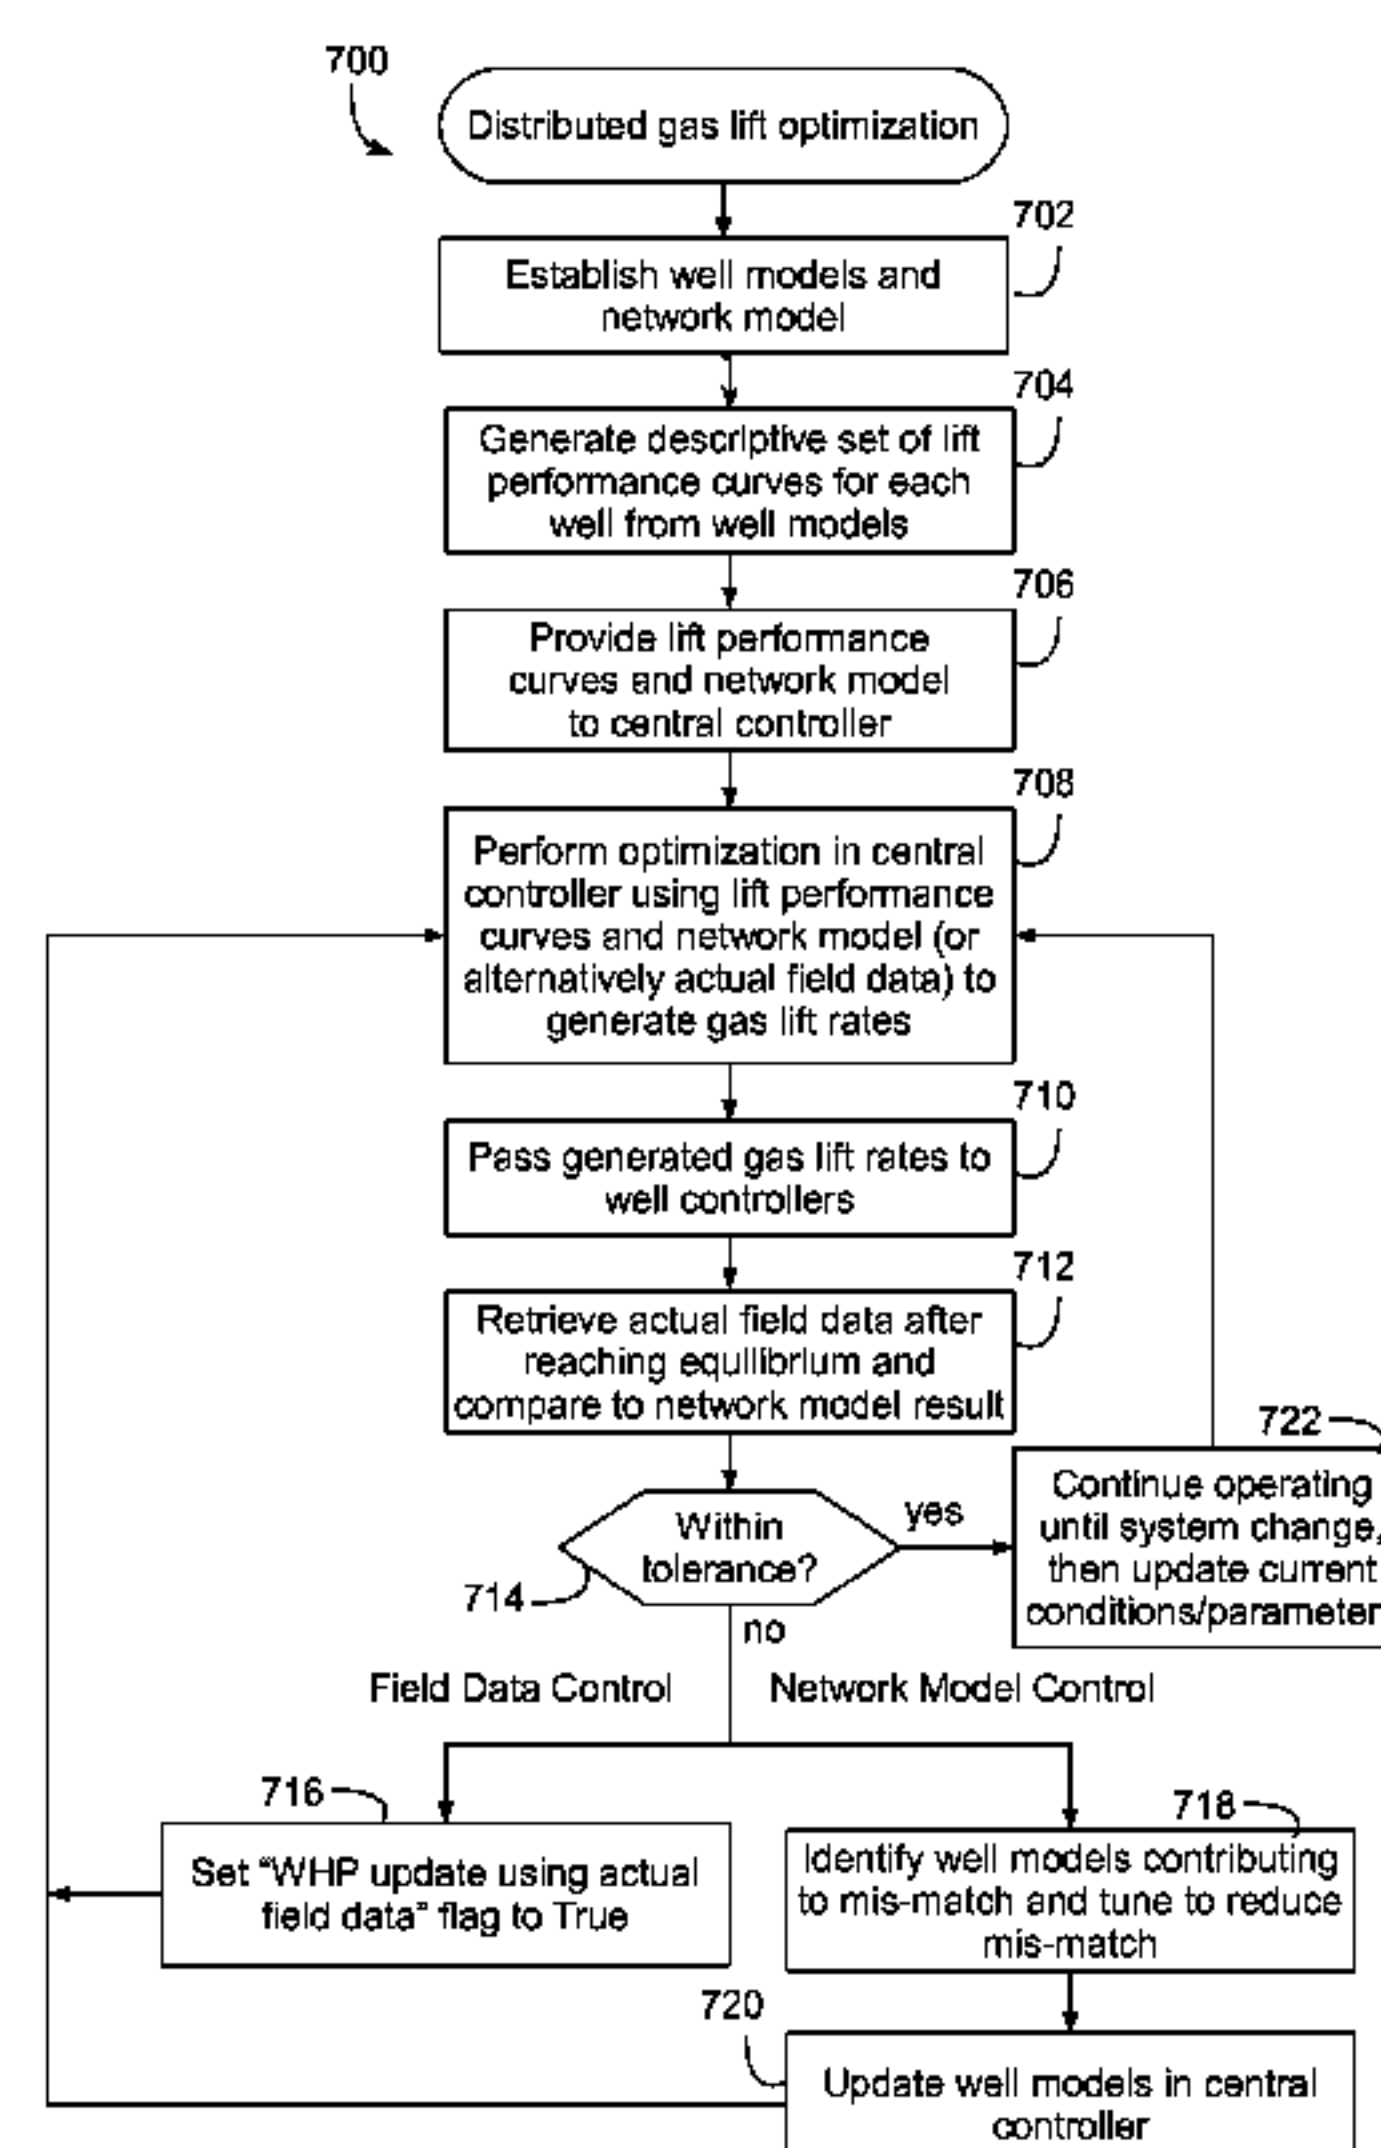 700
Distributed gas lift optimization
702
Establish well models and
network model
704
Generate descriptive set of lift
performance curves for each
well from well models
706
Provide lift performance
curves and network model
to central controller
708
Perform optimization in central
controller using lift performance
curves and network model (or
alternatively actual field data) to
generate gas lift rates
710
Pass generated gas lift rates to
well controllers
712
Retrieve actual field data after
reaching equilibrium and
compare to network model result
722
Continue operating
until system change,
then update current
conditions/parameter
Within
tolerance?
yes
714
no
Field Data Control
Network Model Control
716
Set "WHP update using actual
field data" flag to True
718
Identify well models contributing
to mis-match and tune to reduce
mis-match
720
Update well models in central
controller